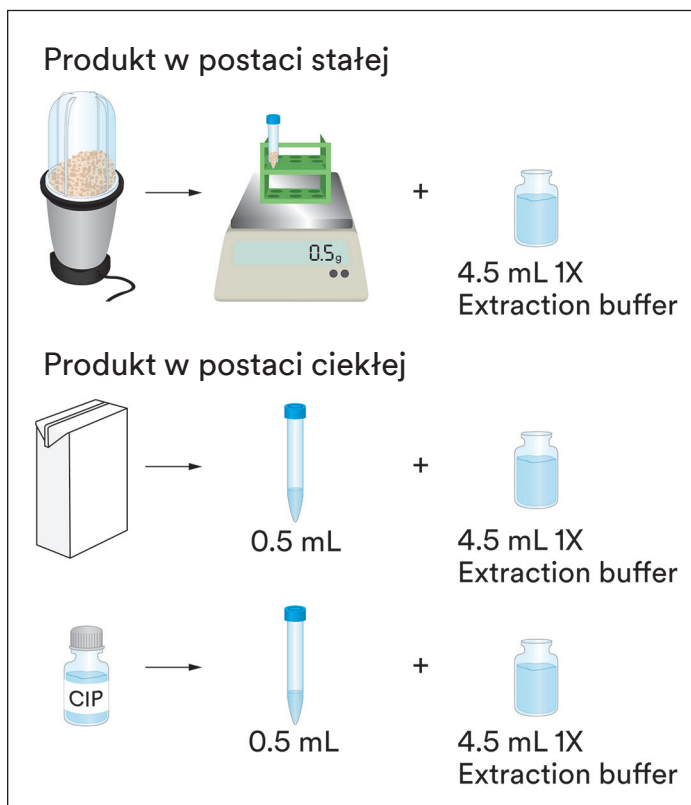 Produkt w postaci stałej
0.5g
+
4.5 mL 1X
Extraction buffer
Produkt w postaci ciekłej
+
0.5 mL
4.5 mL 1X
Extraction buffer
CIP
+
0.5 mL
4.5 mL 1X
Extraction buffer